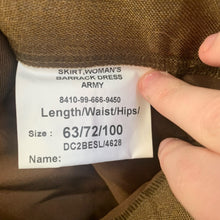 SKIRT, WOMAN'S
BARRACK DRESS
ARMY
8410-99-666-9450
Length/Waist/Hips/
Size : 63/72/100
DC2BESL/4628
Name: